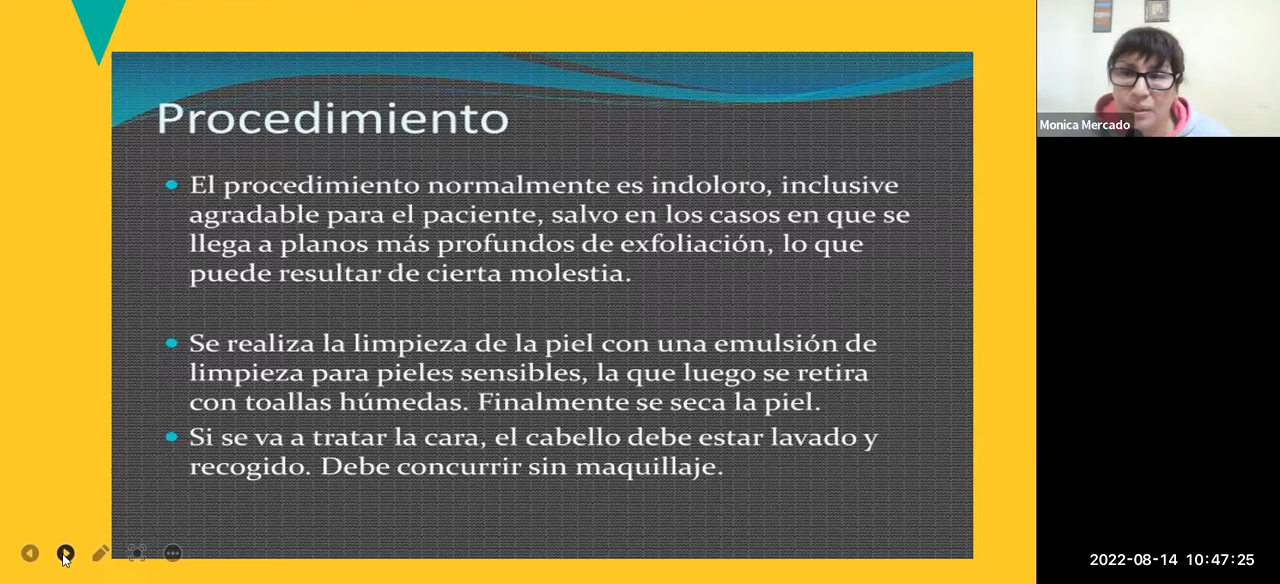 Procedimiento
El procedimiento normalmente es indoloro, inclusive
agradable para el paciente, salvo en los casos en que se
llega a planos más profundos de exfoliación, lo que
puede resultar de cierta molestia.
Se realiza la limpieza de la piel con una emulsión de
limpieza para pieles sensibles, la que luego se retira
con toallas húmedas. Finalmente se seca la piel.
Si se va a tratar la cara, el cabello debe estar lavado y
recogido. Debe concurrir sin maquillaje.
Monica Mercado
2022-08-14 10:47:25